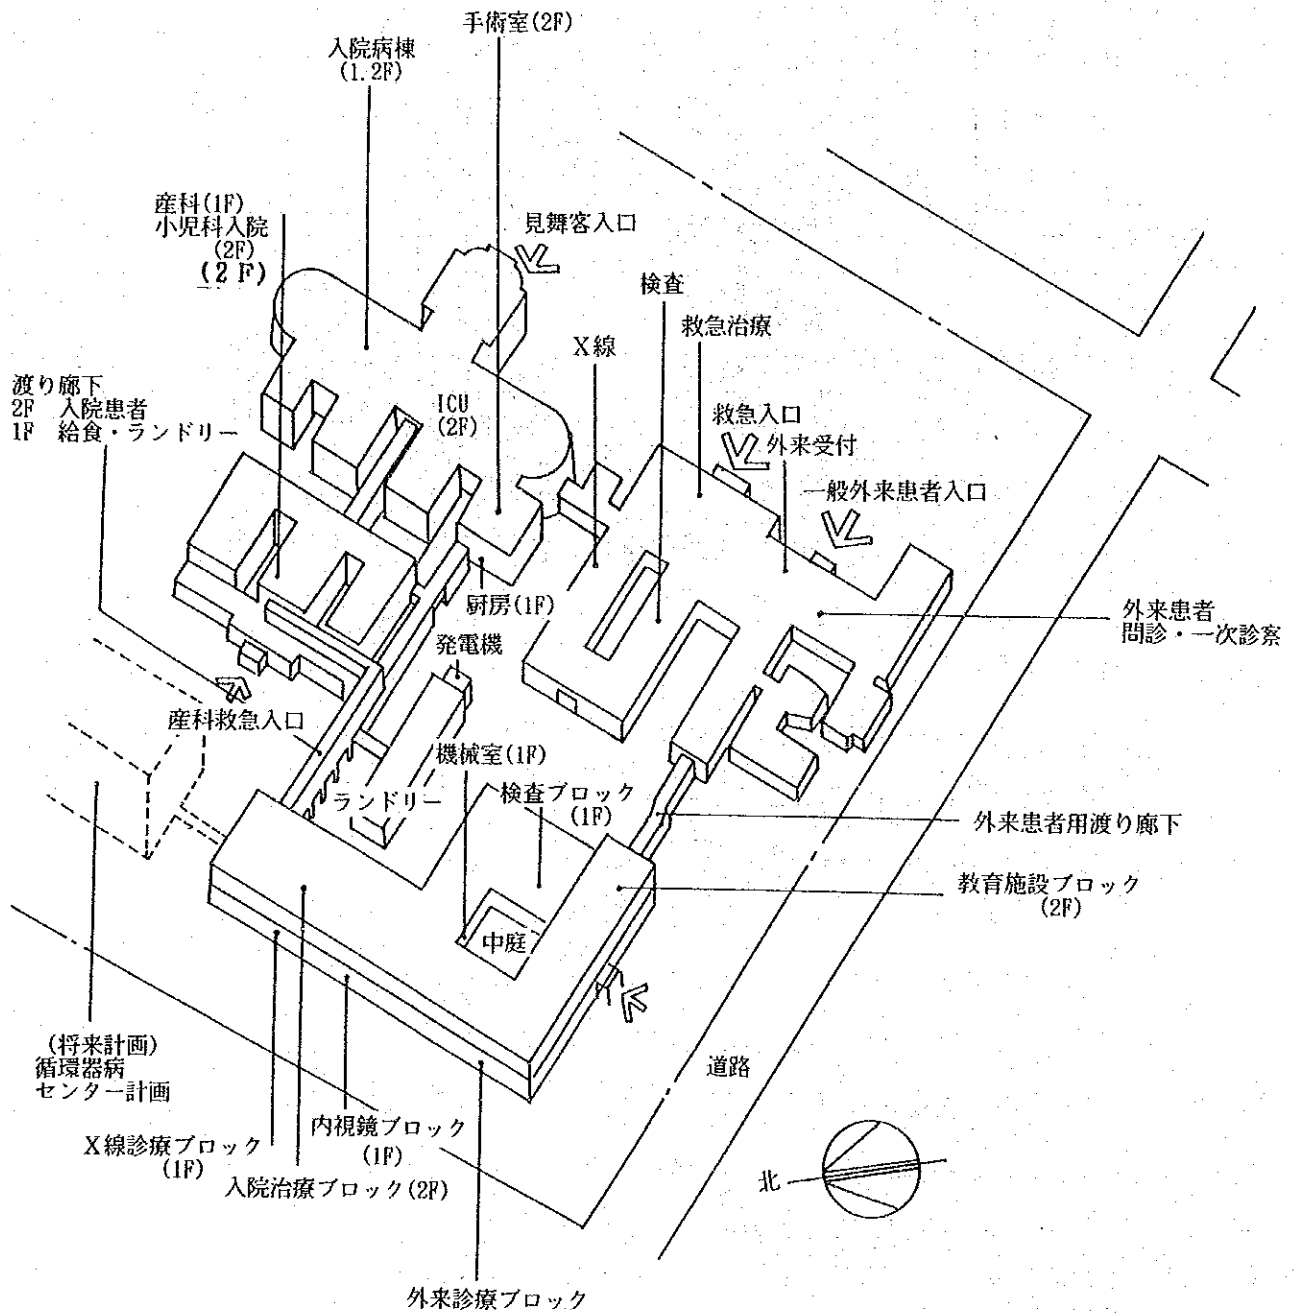 手術室(2F)
入院病棟
(1.2F)
産科(1F)
小児科入院
(2F)
(2F)
見舞客入口
検査
救急治療
X線
渡り廊下
2F 入院患者
1F 給食・ランドリー
ICU
(2F)
救急入口
外来受付
一般外来患者入口
厨房(1F)
外来患者
問診・一次診察
発電機
産科救急入口
機械室(1F)
検査ブロック
(1F)
ランドリー
外来患者用渡り廊下
教育施設ブロック
(2F)
中庭
(将来計画)
循環器病
センター計画
道路
内視鏡ブロック
(1F)
X線診療ブロック
(1F)
入院治療ブロック(2F)
北
外来診療ブロック